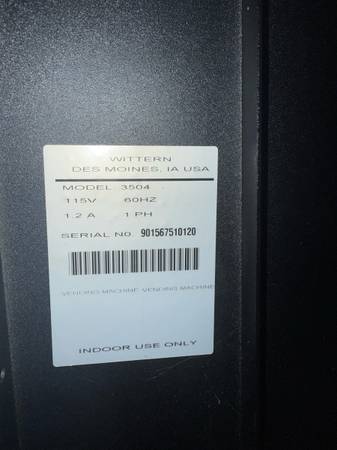 WITTERN
DES MOINES, IA USA
MODEL 3504
115V 60HZ
1.2 A 1 PH
SERIAL NO. 901567510120
VENDING MACHINE VENDING MACHINE
INDOOR USE ONLY